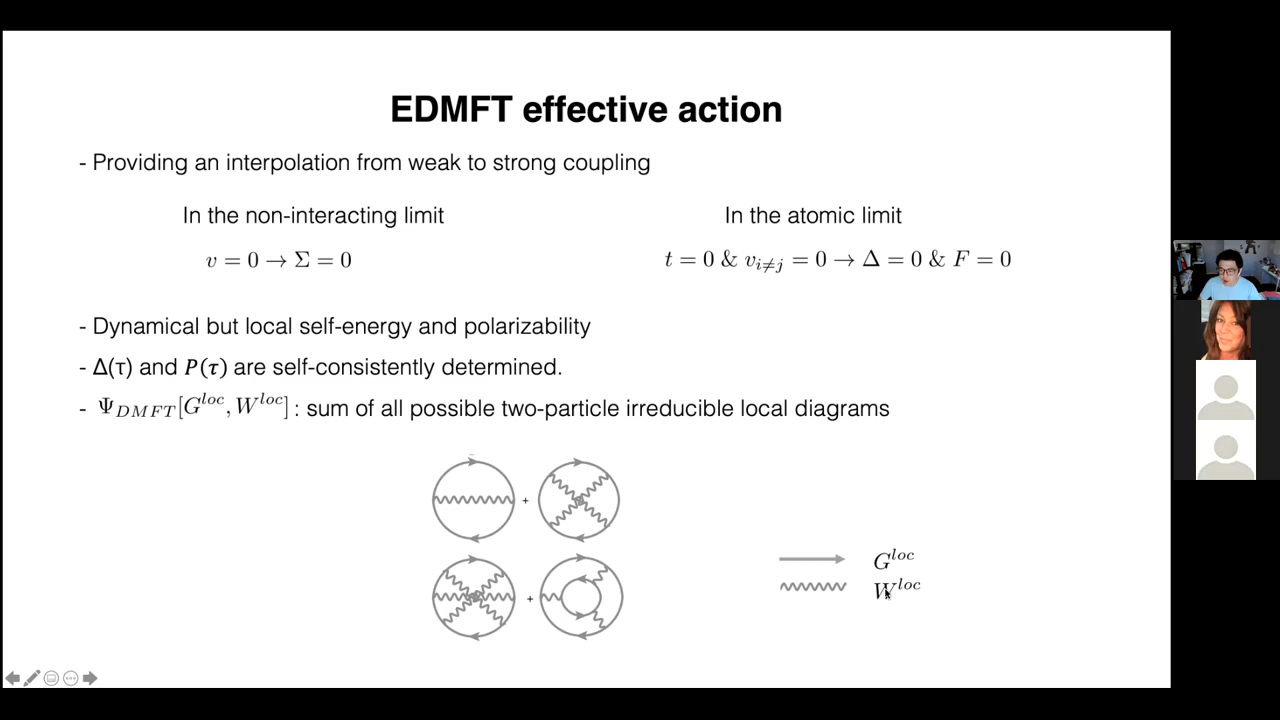 EDMFT effective action
- Providing an interpolation from weak to strong coupling
In the non-interacting limit
In the atomic limit
v = 0 → Σ = 0
t = 0 & v_{i≠j} = 0 → Δ = 0 & F = 0
- Dynamical but local self-energy and polarizability
- Δ(τ) and P(τ) are self-consistently determined.
- Ψ_{DMFT}[G^{loc}, W^{loc}] : sum of all possible two-particle irreducible local diagrams
+
+
G^{loc}
W^{loc}